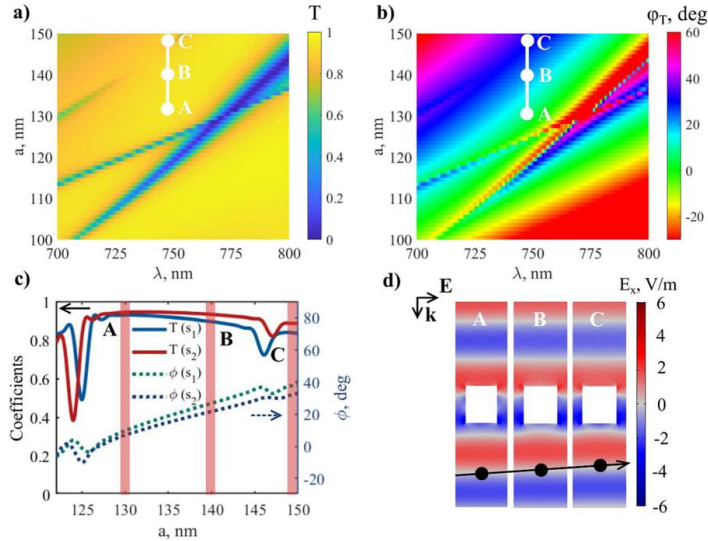 a)
T
150
140
130
120
110
100
a, nm
C
B
A
700
725
750
775
800
λ, nm
1
0.8
0.6
0.4
0.2
0
b)
φT, deg
150
140
130
120
110
100
a, nm
C
B
A
700
725
750
775
800
λ, nm
60
50
40
30
20
10
0
-10
-20
c)
1
0.8
0.6
0.4
0.2
0
Coefficients
A
B
C
T (s1)
T (s2)
ϕ (s1)
ϕ (s2)
125
130
135
140
145
150
a, nm
80
60
40
20
0
-20
ϕ, deg
d)
E
k
Ex, V/m
A
B
C
6
4
2
0
-2
-4
-6